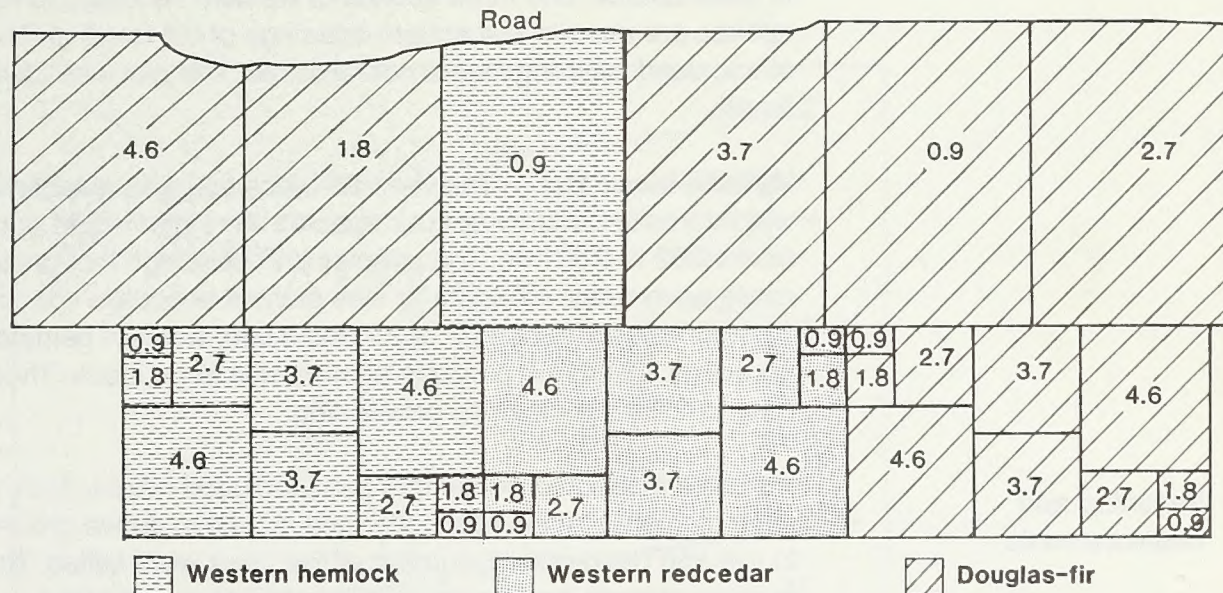 Road
4.6 1.8 0.9 3.7 0.9 2.7
0.9 2.7 3.7 4.6 4.6 3.7 2.7 0.9 0.9 2.7 3.7 4.6
1.8 1.8 1.8
4.6 3.7 3.7 4.6 4.6 3.7
2.7 1.8 1.8 2.7 2.7 1.8
0.9 0.9 0.9
Western hemlock Western redcedar Douglas-fir